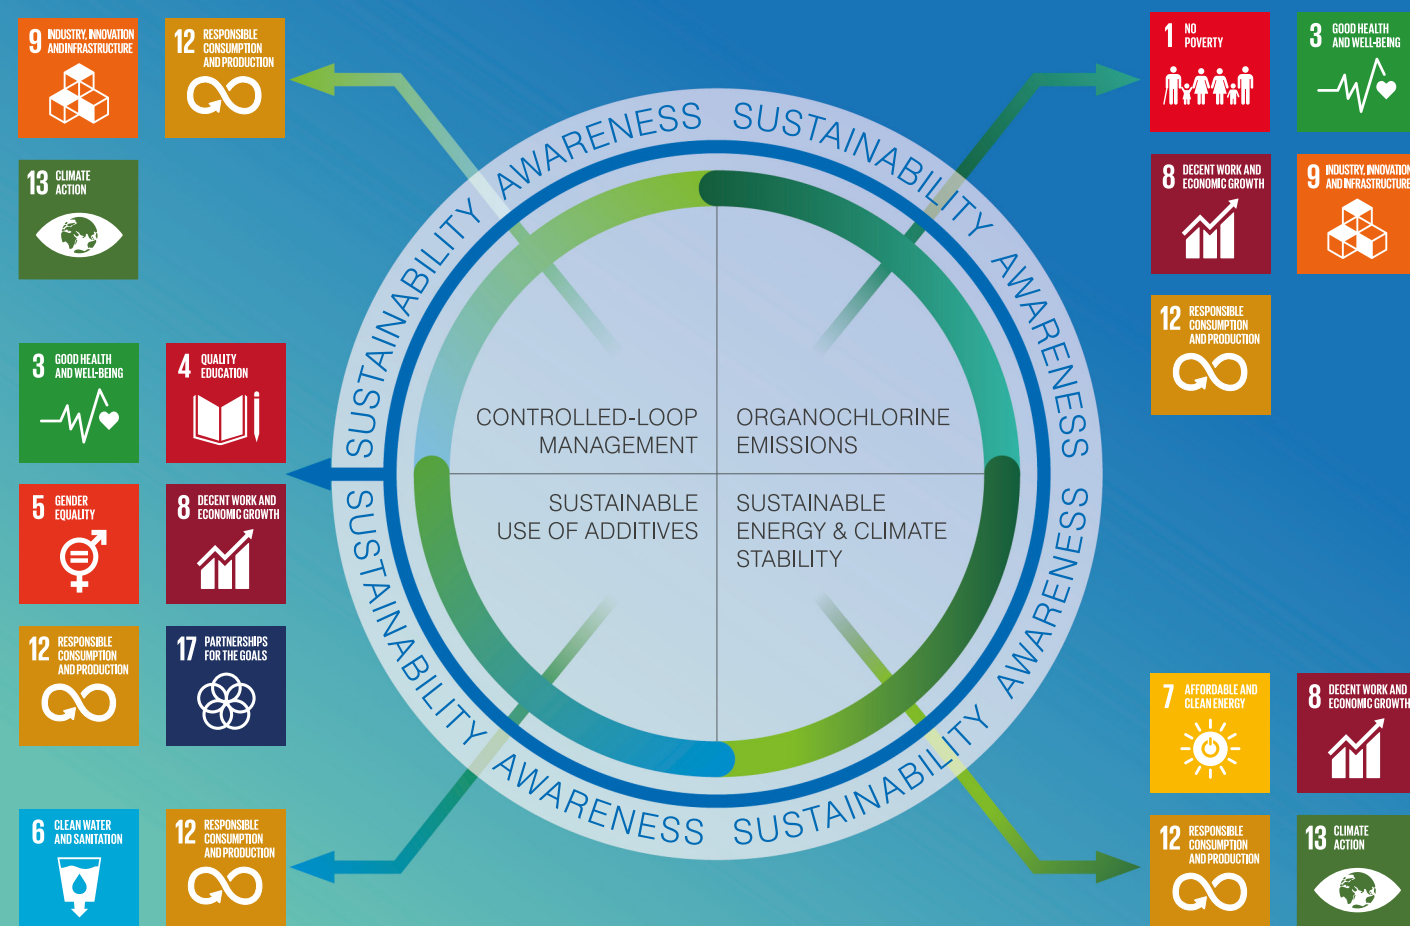 9 INDUSTRY, INNOVATION
AND INFRASTRUCTURE
12 RESPONSIBLE
CONSUMPTION
AND PRODUCTION
13 CLIMATE
ACTION
3 GOOD HEALTH
AND WELL-BEING
4 QUALITY
EDUCATION
5 GENDER
EQUALITY
8 DECENT WORK AND
ECONOMIC GROWTH
12 RESPONSIBLE
CONSUMPTION
AND PRODUCTION
17 PARTNERSHIPS
FOR THE GOALS
6 CLEAN WATER
AND SANITATION
12 RESPONSIBLE
CONSUMPTION
AND PRODUCTION
SUSTAINABILITY AWARENESS
SUSTAINABILITY AWARENESS
SUSTAINABILITY AWARENESS
SUSTAINABILITY AWARENESS
CONTROLLED-LOOP
MANAGEMENT
ORGANOCHLORINE
EMISSIONS
SUSTAINABLE
USE OF ADDITIVES
SUSTAINABLE
ENERGY & CLIMATE
STABILITY
1 NO
POVERTY
3 GOOD HEALTH
AND WELL-BEING
8 DECENT WORK AND
ECONOMIC GROWTH
9 INDUSTRY, INNOVATION
AND INFRASTRUCTURE
12 RESPONSIBLE
CONSUMPTION
AND PRODUCTION
7 AFFORDABLE AND
CLEAN ENERGY
8 DECENT WORK AND
ECONOMIC GROWTH
12 RESPONSIBLE
CONSUMPTION
AND PRODUCTION
13 CLIMATE
ACTION